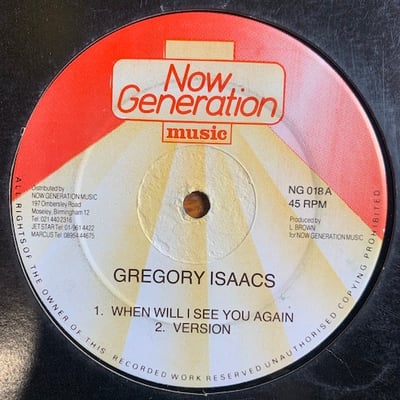 Now
Generation
music
Distributed by
NOW GENERATION MUSIC
197 Ombersley Road
Moseley, Birmingham 12
Tel: 021 440 2316
JET STAR Tel: 01-961 4422
MARCUS Tel: 08954 44675
NG 018 A
45 RPM
Produced by
L. BROWN
for NOW GENERATION MUSIC
GREGORY ISAACS
1. WHEN WILL I SEE YOU AGAIN
2. VERSION
ALL RIGHTS OF THE OWNER OF THIS RECORDED WORK RESERVED UNAUTHORISED COPYING PROHIBITED